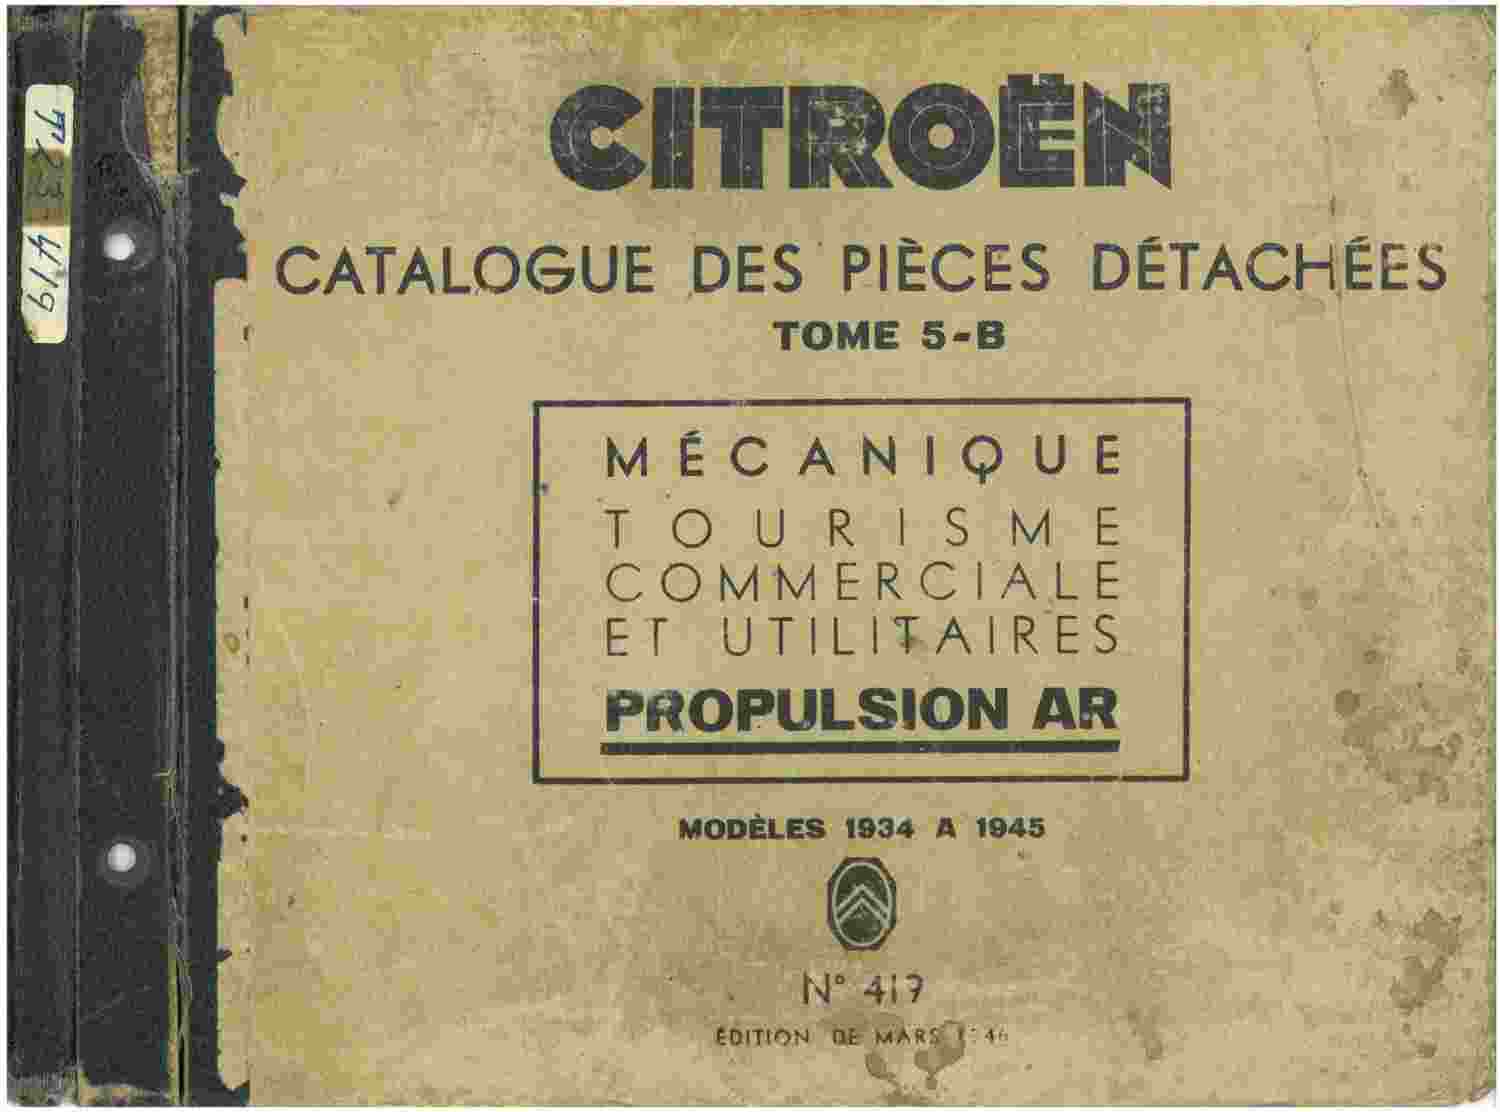 CITROËN
CATALOGUE DES PIÈCES DÉTACHÉES
TOME 5-B
MÉCANIQUE
TOURISME
COMMERCIALE
ET UTILITAIRES
PROPULSION AR
MODÈLES 1934 A 1945
N° 419
ÉDITION DE MARS
419